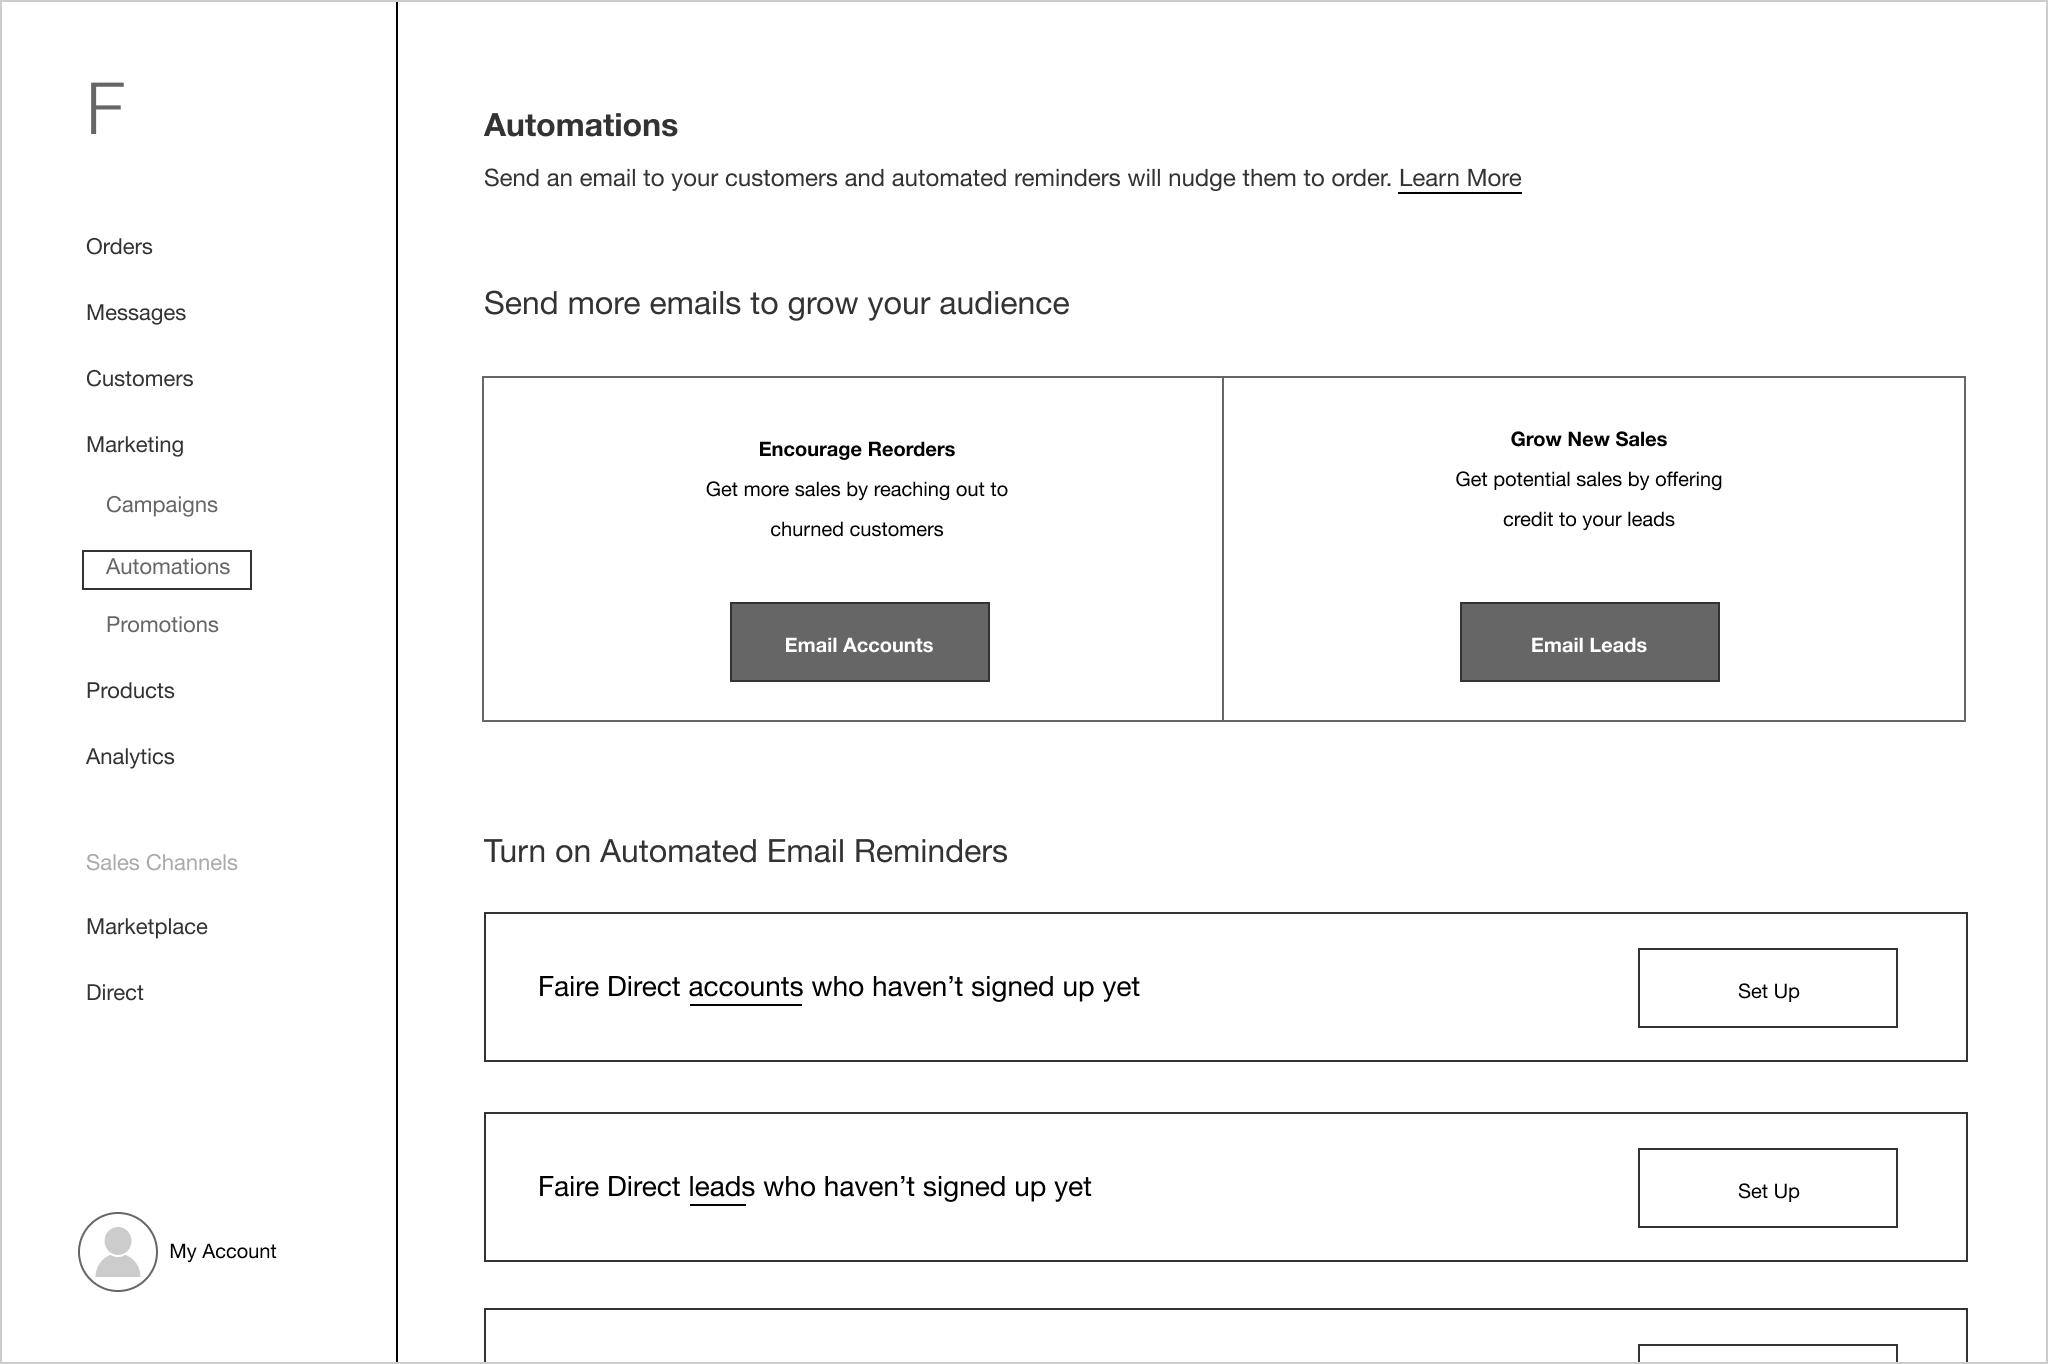 F
Orders
Messages
Customers
Marketing
Campaigns
Automations
Promotions
Products
Analytics
Sales Channels
Marketplace
Direct
My Account
Automations
Send an email to your customers and automated reminders will nudge them to order. Learn More
Send more emails to grow your audience
Encourage Reorders
Get more sales by reaching out to
churned customers
Email Accounts
Grow New Sales
Get potential sales by offering
credit to your leads
Email Leads
Turn on Automated Email Reminders
Faire Direct accounts who haven’t signed up yet
Set Up
Faire Direct leads who haven’t signed up yet
Set Up